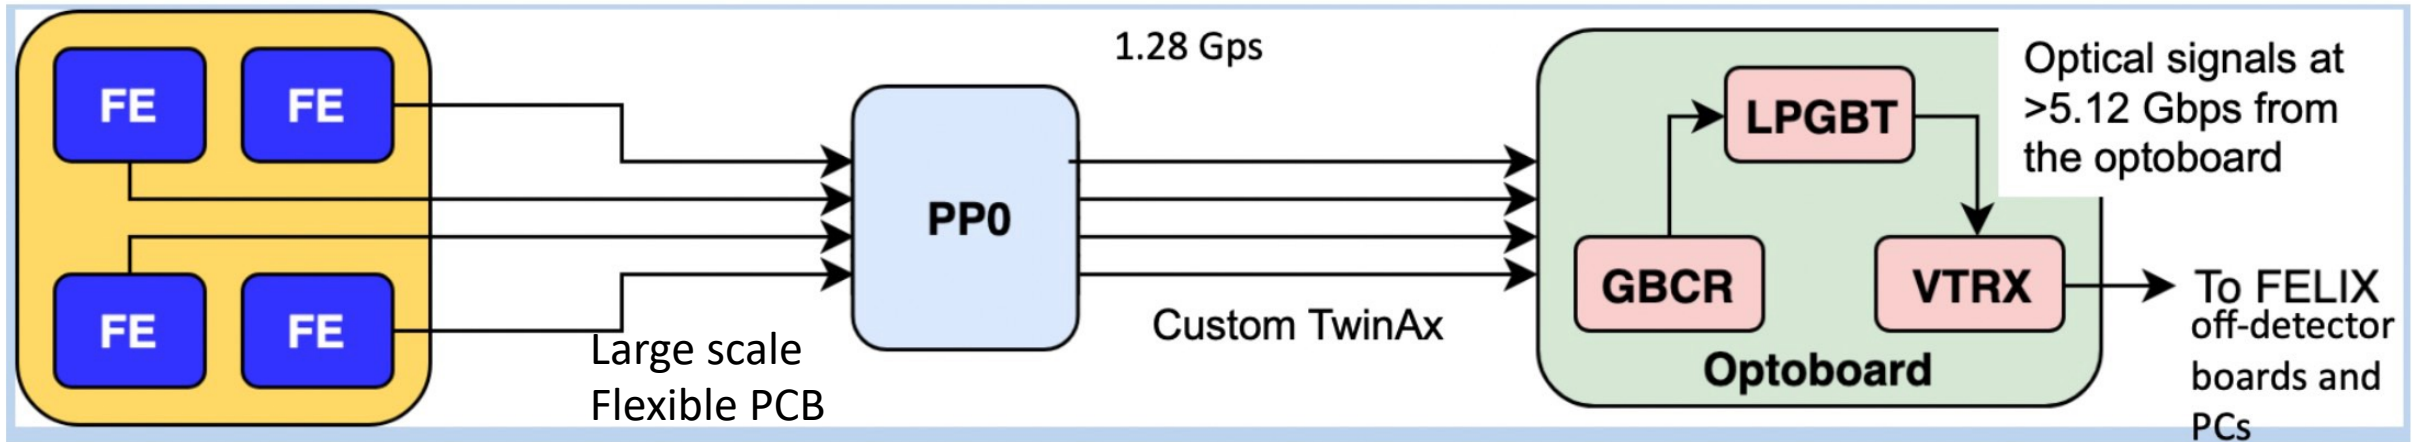 FE
FE
FE
FE
Large scale
Flexible PCB
PP0
1.28 Gps
Custom TwinAx
LPGBT
GBCR
VTRX
Optoboard
Optical signals at
>5.12 Gbps from
the optoboard
To FELIX
off-detector
boards and
PCs